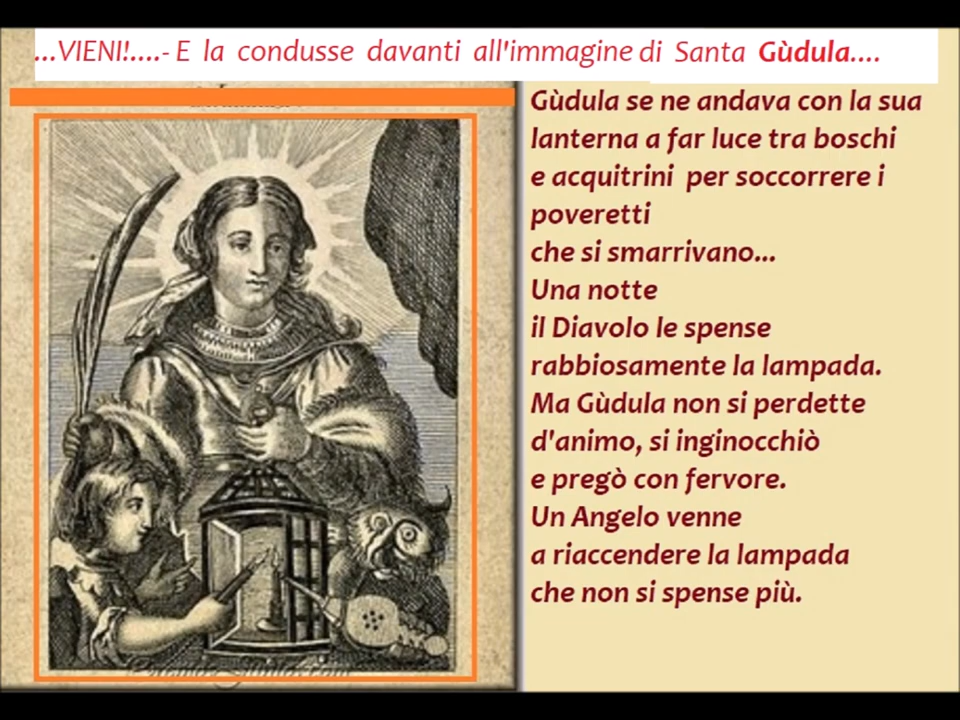 ...VIENI!....- E la condusse davanti all'immagine di Santa Gùdula....
Gùdula se ne andava con la sua
lanterna a far luce tra boschi
e acquitrini per soccorrere i
poveretti
che si smarrivano...
Una notte
il Diavolo le spense
rabbiosamente la lampada.
Ma Gùdula non si perdette
d'animo, si inginocchiò
e pregò con fervore.
Un Angelo venne
a riaccendere la lampada
che non si spense più.